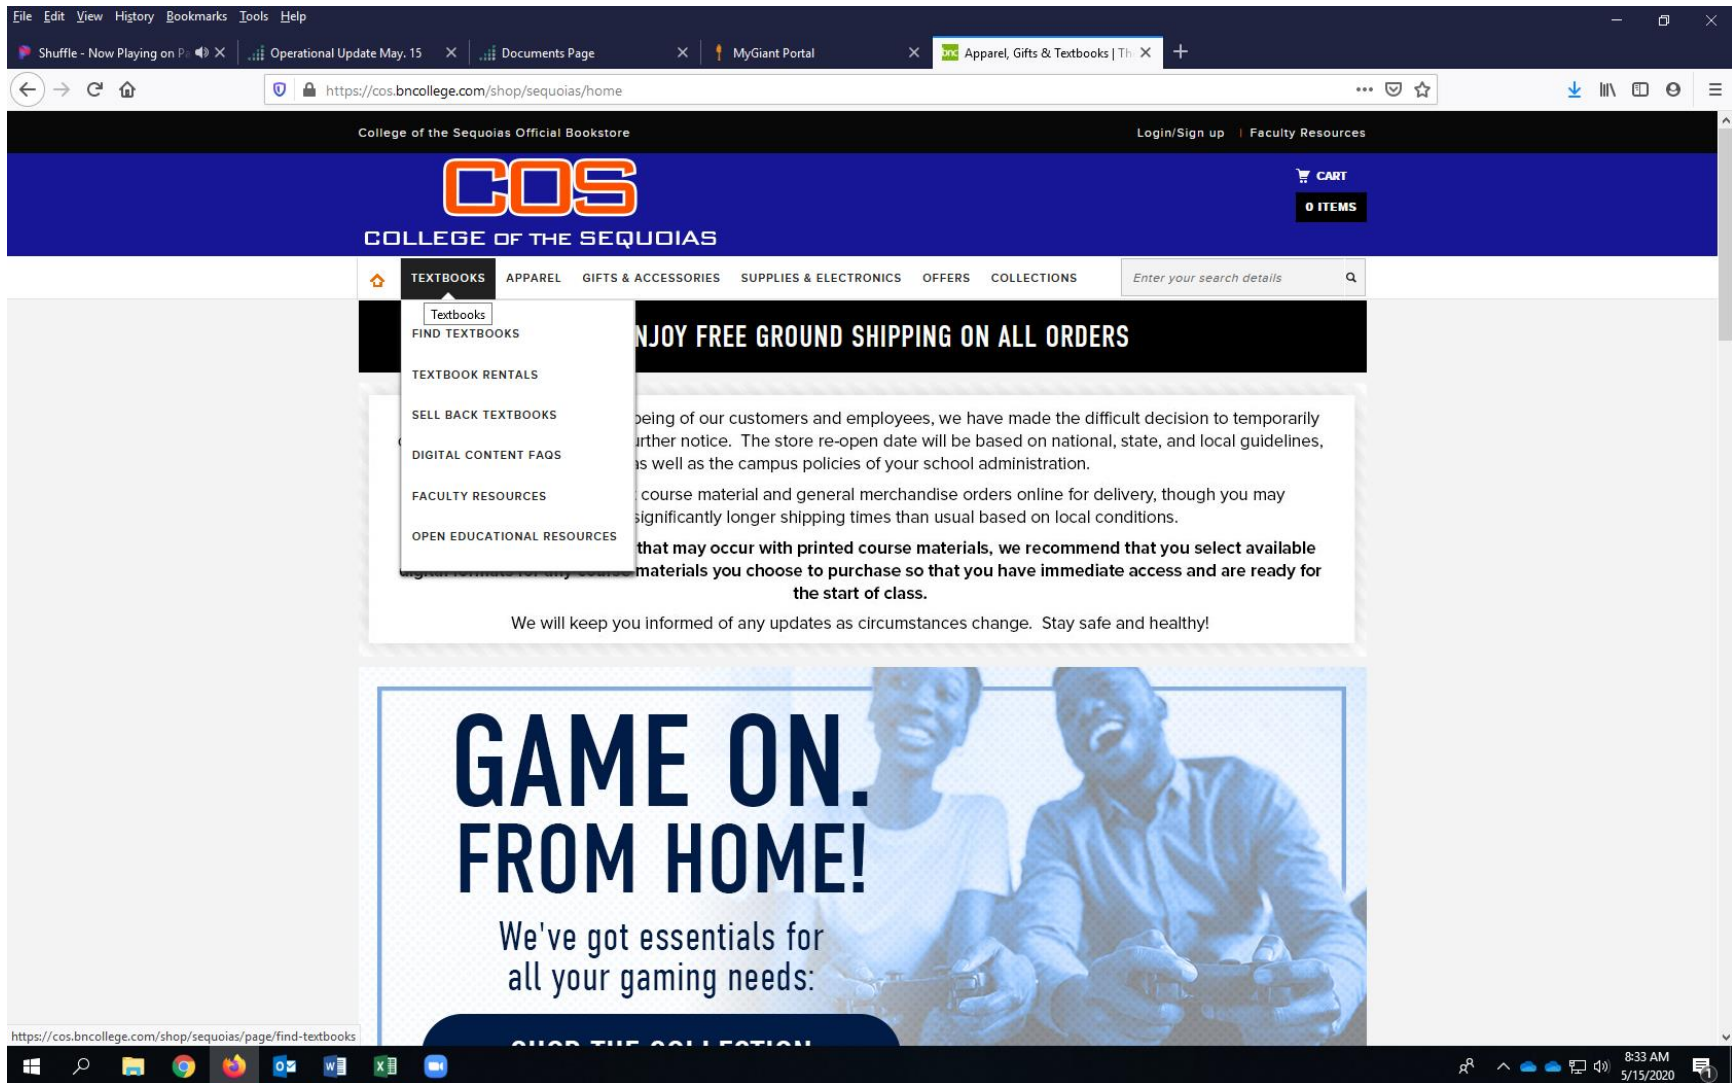 File Edit View History Bookmarks Tools Help
Shuffle - Now Playing on Pa
Operational Update May. 15
Documents Page
MyGiant Portal
bnc Apparel, Gifts & Textbooks | Th
https://cos.bncollege.com/shop/sequoias/home
College of the Sequoias Official Bookstore
Login/Sign up | Faculty Resources
COS
COLLEGE OF THE SEQUOIAS
CART
0 ITEMS
TEXTBOOKS APPAREL GIFTS & ACCESSORIES SUPPLIES & ELECTRONICS OFFERS COLLECTIONS
Enter your search details
Textbooks
FIND TEXTBOOKS
TEXTBOOK RENTALS
SELL BACK TEXTBOOKS
DIGITAL CONTENT FAQS
FACULTY RESOURCES
OPEN EDUCATIONAL RESOURCES
NJOY FREE GROUND SHIPPING ON ALL ORDERS
being of our customers and employees, we have made the difficult decision to temporarily
urther notice. The store re-open date will be based on national, state, and local guidelines,
as well as the campus policies of your school administration.
course material and general merchandise orders online for delivery, though you may
significantly longer shipping times than usual based on local conditions.
that may occur with printed course materials, we recommend that you select available
materials you choose to purchase so that you have immediate access and are ready for
the start of class.
We will keep you informed of any updates as circumstances change. Stay safe and healthy!
GAME ON.
FROM HOME!
We've got essentials for
all your gaming needs:
SHOP THE COLLECTION
https://cos.bncollege.com/shop/sequoias/page/find-textbooks
8:33 AM
5/15/2020
1